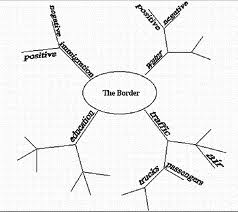 negative
positive
immigration
positive
negative
water
The Border
education
traffic
air
trucks
passengers